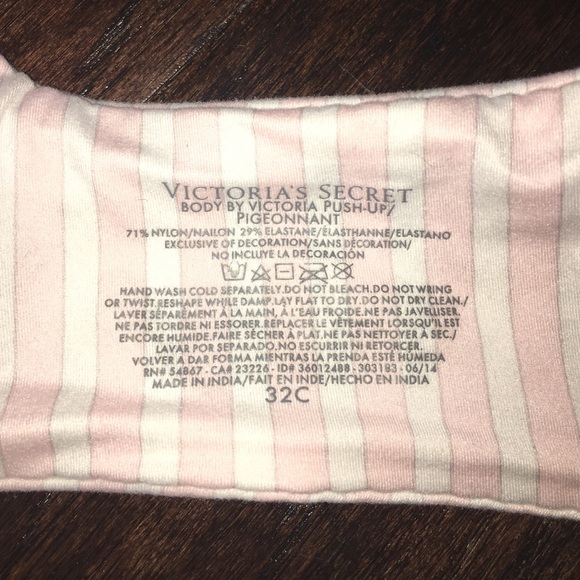 VICTORIA'S SECRET
BODY BY VICTORIA PUSH-UP/
PIGEONNANT
71% NYLON/NAILON 29% ELASTANE/ÉLASTHANNE/ELASTANO
EXCLUSIVE OF DECORATION/SANS DÉCORATION/
NO INCLUYE LA DECORACIÓN
HAND WASH COLD SEPARATELY.DO NOT BLEACH.DO NOT WRING
OR TWIST.RESHAPE WHILE DAMP.LAY FLAT TO DRY.DO NOT DRY CLEAN./
LAVER SÉPARÉMENT À LA MAIN, À L'EAU FROIDE.NE PAS JAVELLISER.
NE PAS TORDRE NI ESSORER.REPLACER LE VÊTEMENT LORSQU'IL EST
ENCORE HUMIDE.FAIRE SÉCHER À PLAT.NE PAS NETTOYER À SEC./
LAVAR POR SEPARADO.NO ESCURRIR NI RETORCER.
VOLVER A DAR FORMA MIENTRAS LA PRENDA ESTÉ HÚMEDA
RN# 54867 - CA# 23226 - ID# 36012488 - 303183 - 06/14
MADE IN INDIA/FAIT EN INDE/HECHO EN INDIA
32C